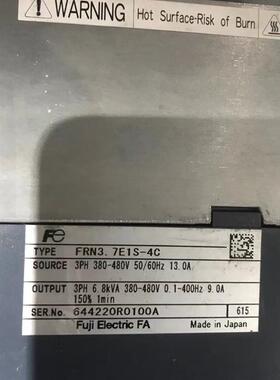 WARNING Hot Surface-Risk of Burn
Fe
TYPE FRN3.7E1S-4C
SOURCE 3PH 380-480V 50/60Hz 13.0A
OUTPUT 3PH 6.8kVA 380-480V 0.1-400Hz 9.0A
150% 1min
SER.No. 644220R0100A 615
Fuji Electric FA Made in Japan